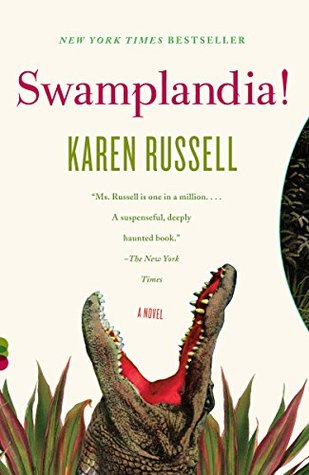 NEW YORK TIMES BESTSELLER
Swamplandia!
KAREN RUSSELL
“Ms. Russell is one in a million. . . .
A suspenseful, deeply
haunted book.”
–The New York
Times
A NOVEL